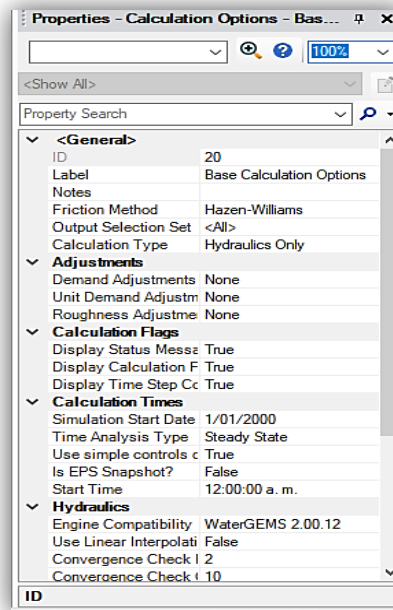 Properties - Calculation Options - Bas...
100%
<Show All>
Property Search
<General>
ID 20
Label Base Calculation Options
Notes
Friction Method Hazen-Williams
Output Selection Set <All>
Calculation Type Hydraulics Only
Adjustments
Demand Adjustments None
Unit Demand Adjustm None
Roughness Adjustme None
Calculation Flags
Display Status Messa True
Display Calculation F True
Display Time Step Co True
Calculation Times
Simulation Start Date 1/01/2000
Time Analysis Type Steady State
Use simple controls d True
Is EPS Snapshot? False
Start Time 12:00:00 a. m.
Hydraulics
Engine Compatibility WaterGEMS 2.00.12
Use Linear Interpolati False
Convergence Check I 2
Convergence Check ( 10
ID